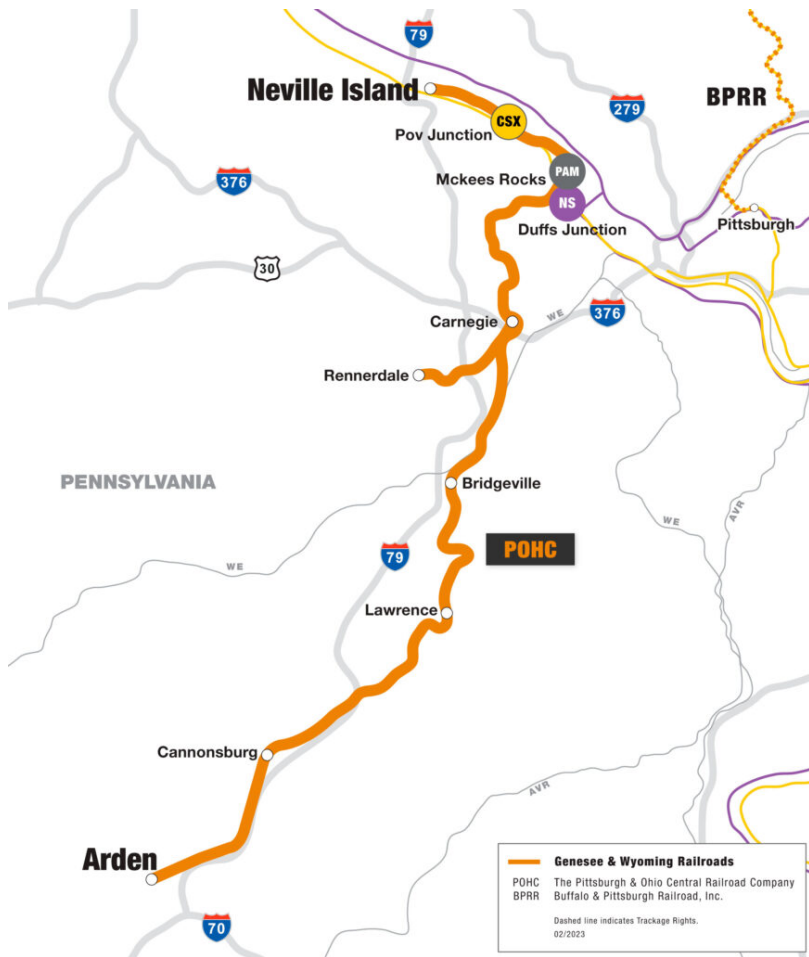 79
Neville Island
BPRR
CSX
279
Pov Junction
PAM
Mckees Rocks
376
NS
Pittsburgh
Duffs Junction
30
WE
376
Carnegie
Rennerdale
PENNSYLVANIA
Bridgeville
AVR
WE
POHC
79
WE
Lawrence
Cannonsburg
AVR
Arden
Genesee & Wyoming Railroads
POHC The Pittsburgh & Ohio Central Railroad Company
BPRR Buffalo & Pittsburgh Railroad, Inc.
Dashed line indicates Trackage Rights.
02/2023
70